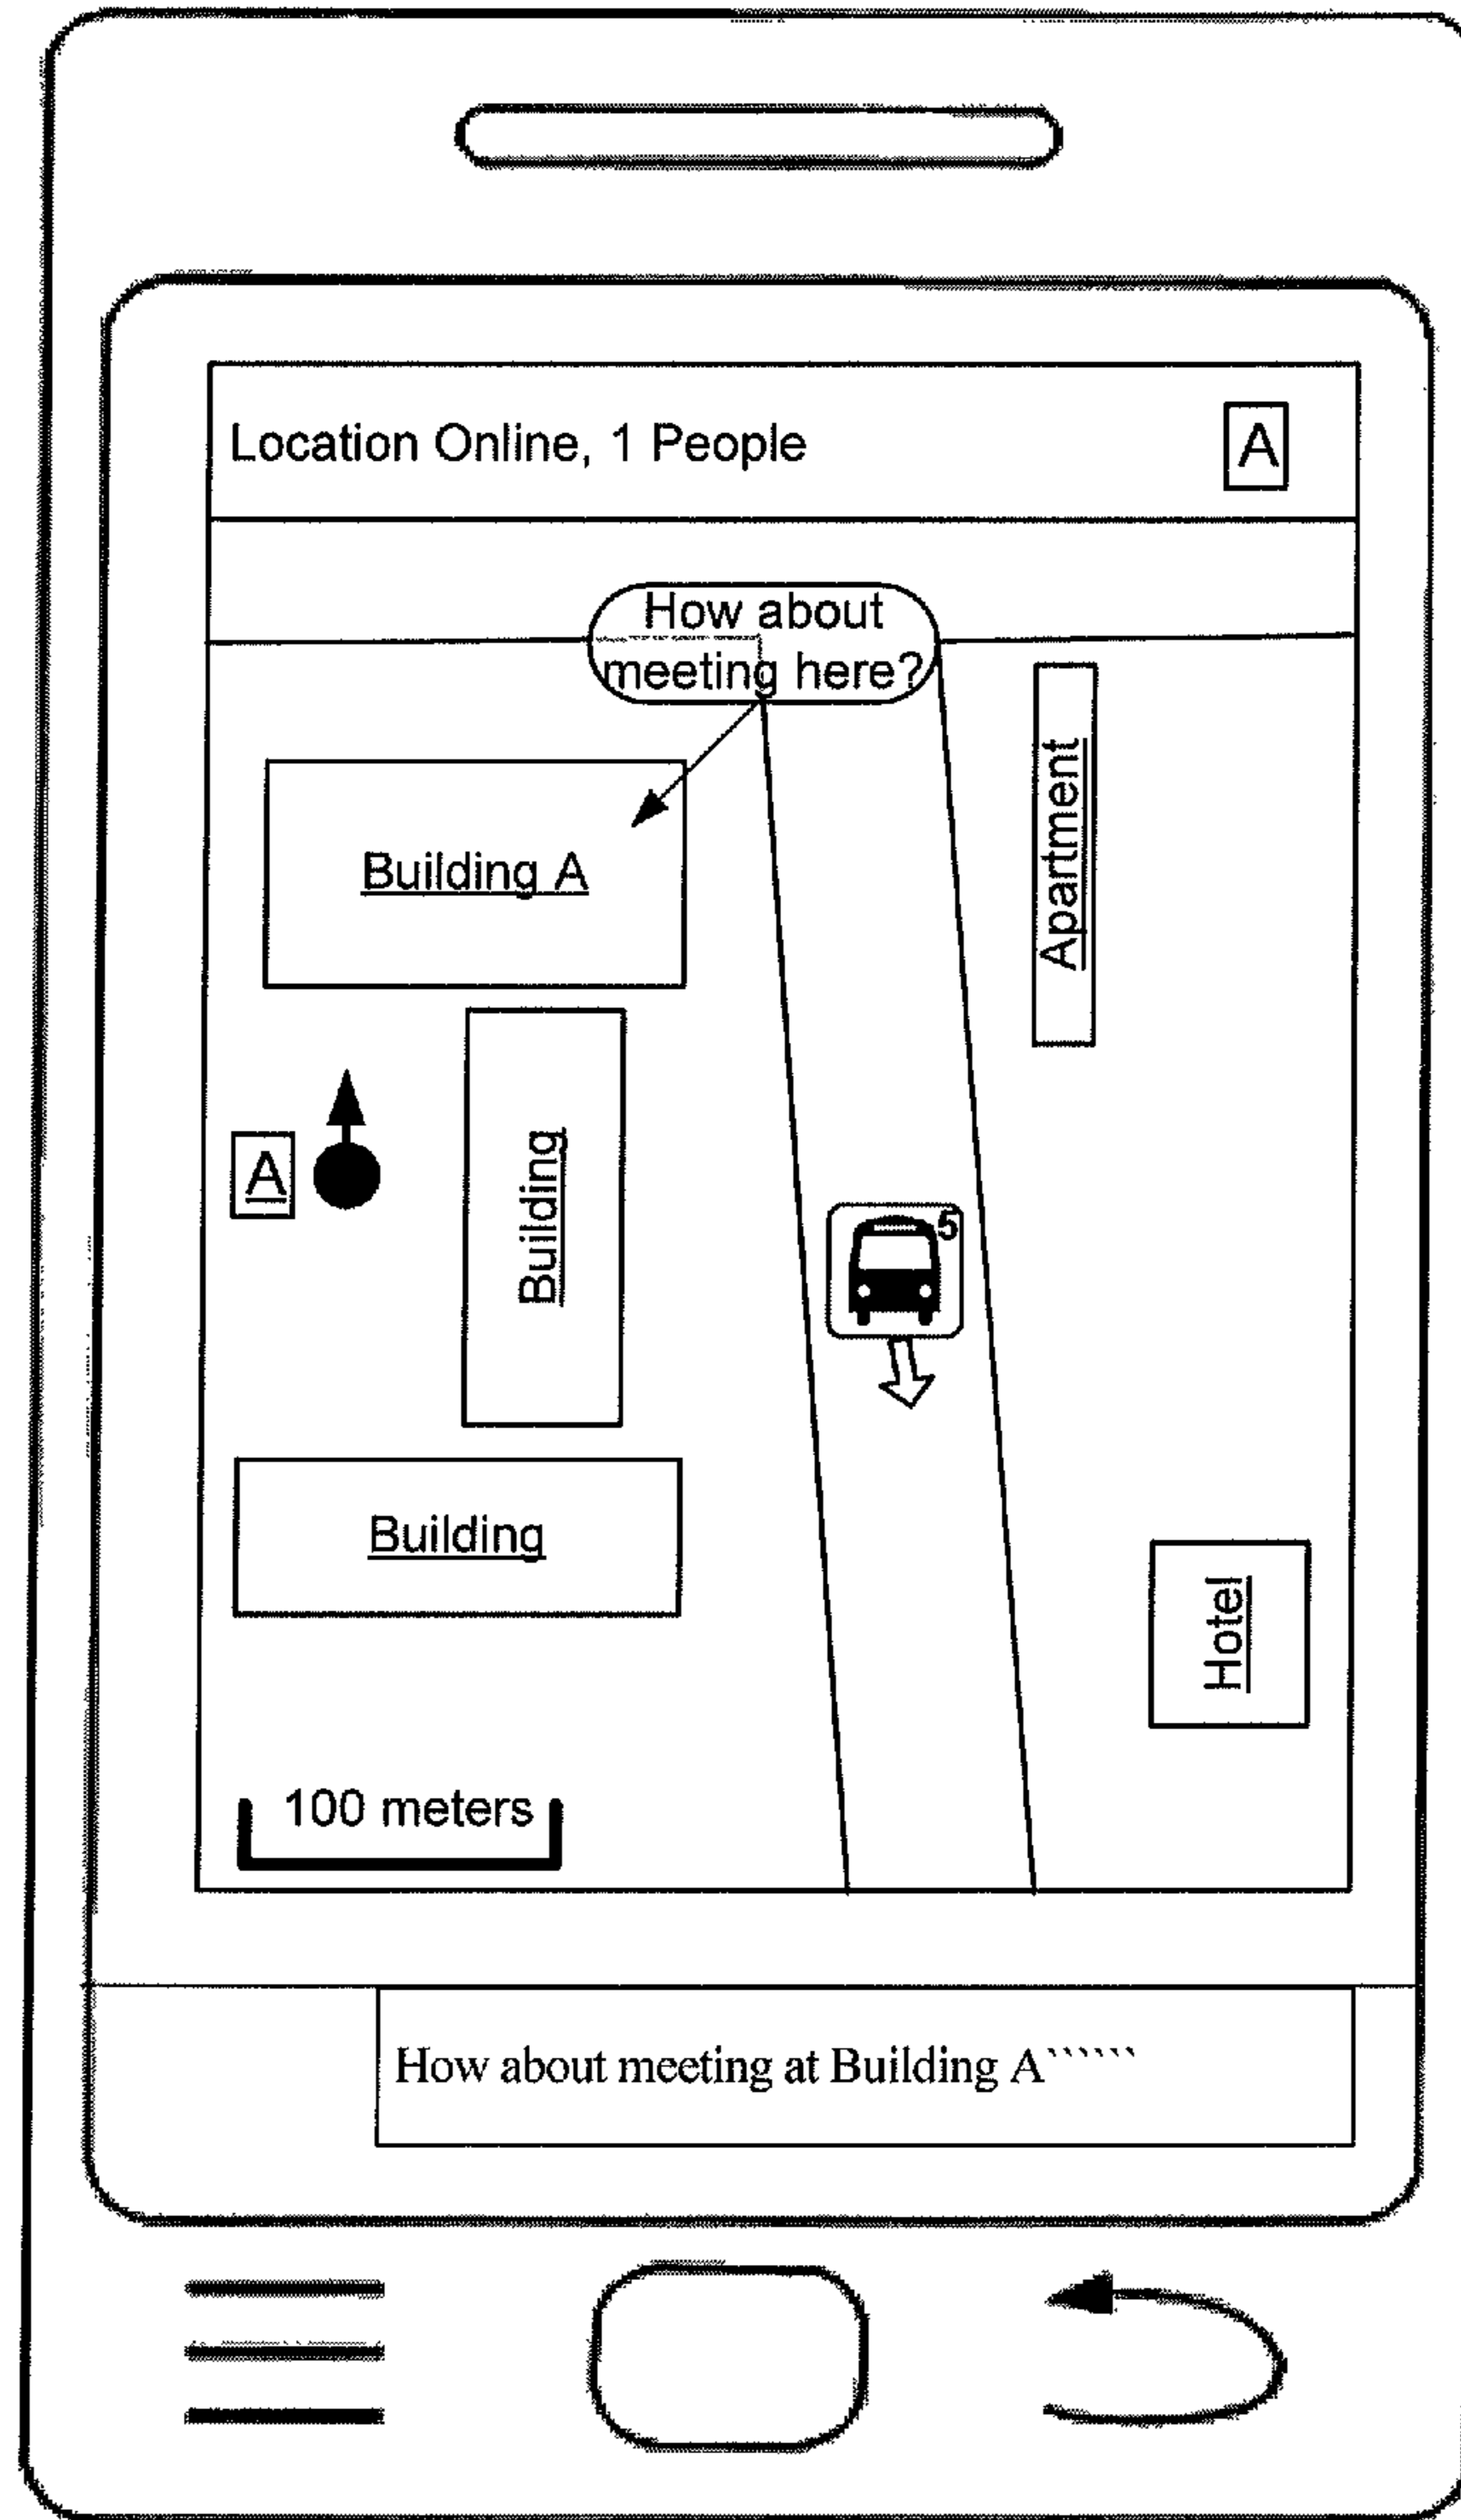 Location Online, 1 People
A
How about
meeting here?
Building A
Apartment
A
Building
5
Building
Hotel
100 meters
How about meeting at Building A``````